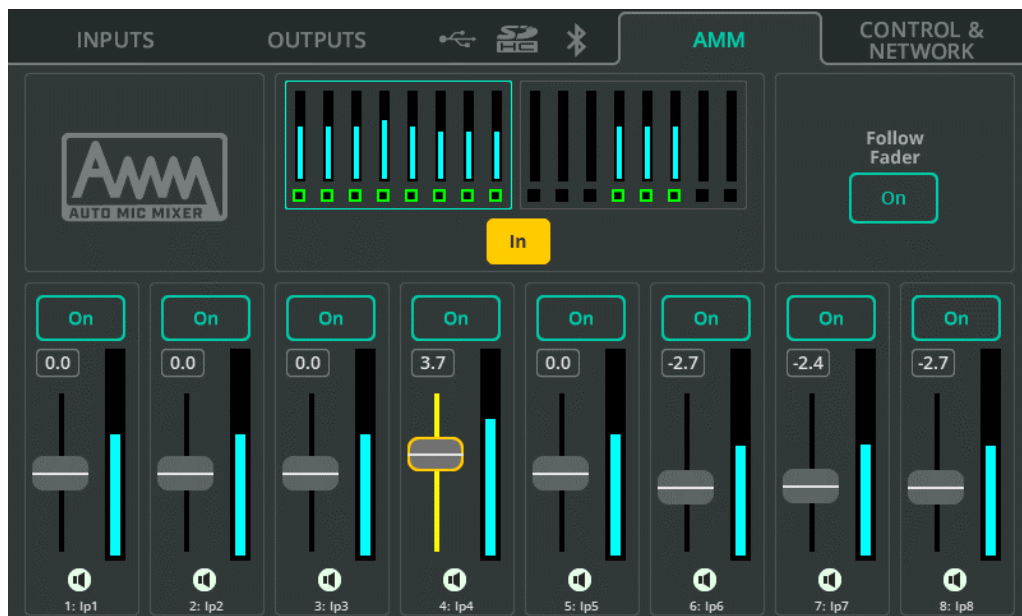 INPUTS
OUTPUTS
SD
HC
AMM
CONTROL &
NETWORK
AMM
AUTO MIC MIXER
In
Follow
Fader
On
On
On
On
On
On
On
On
On
0.0
0.0
0.0
3.7
0.0
-2.7
-2.4
-2.7
1: Ip1
2: Ip2
3: Ip3
4: Ip4
5: Ip5
6: Ip6
7: Ip7
8: Ip8